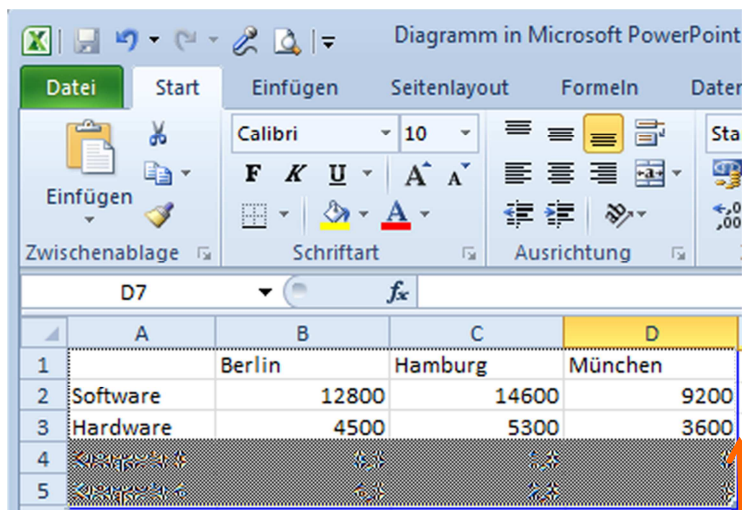 Diagramm in Microsoft PowerPoint
Datei Start Einfügen Seitenlayout Formeln
Calibri 10
F K U A A
Einfügen A
Zwischenablage Schriftart Ausrichtung
D7 fx
A B C D
1 Berlin Hamburg München
2 Software 12800 14600 9200
3 Hardware 4500 5300 3600
4
5